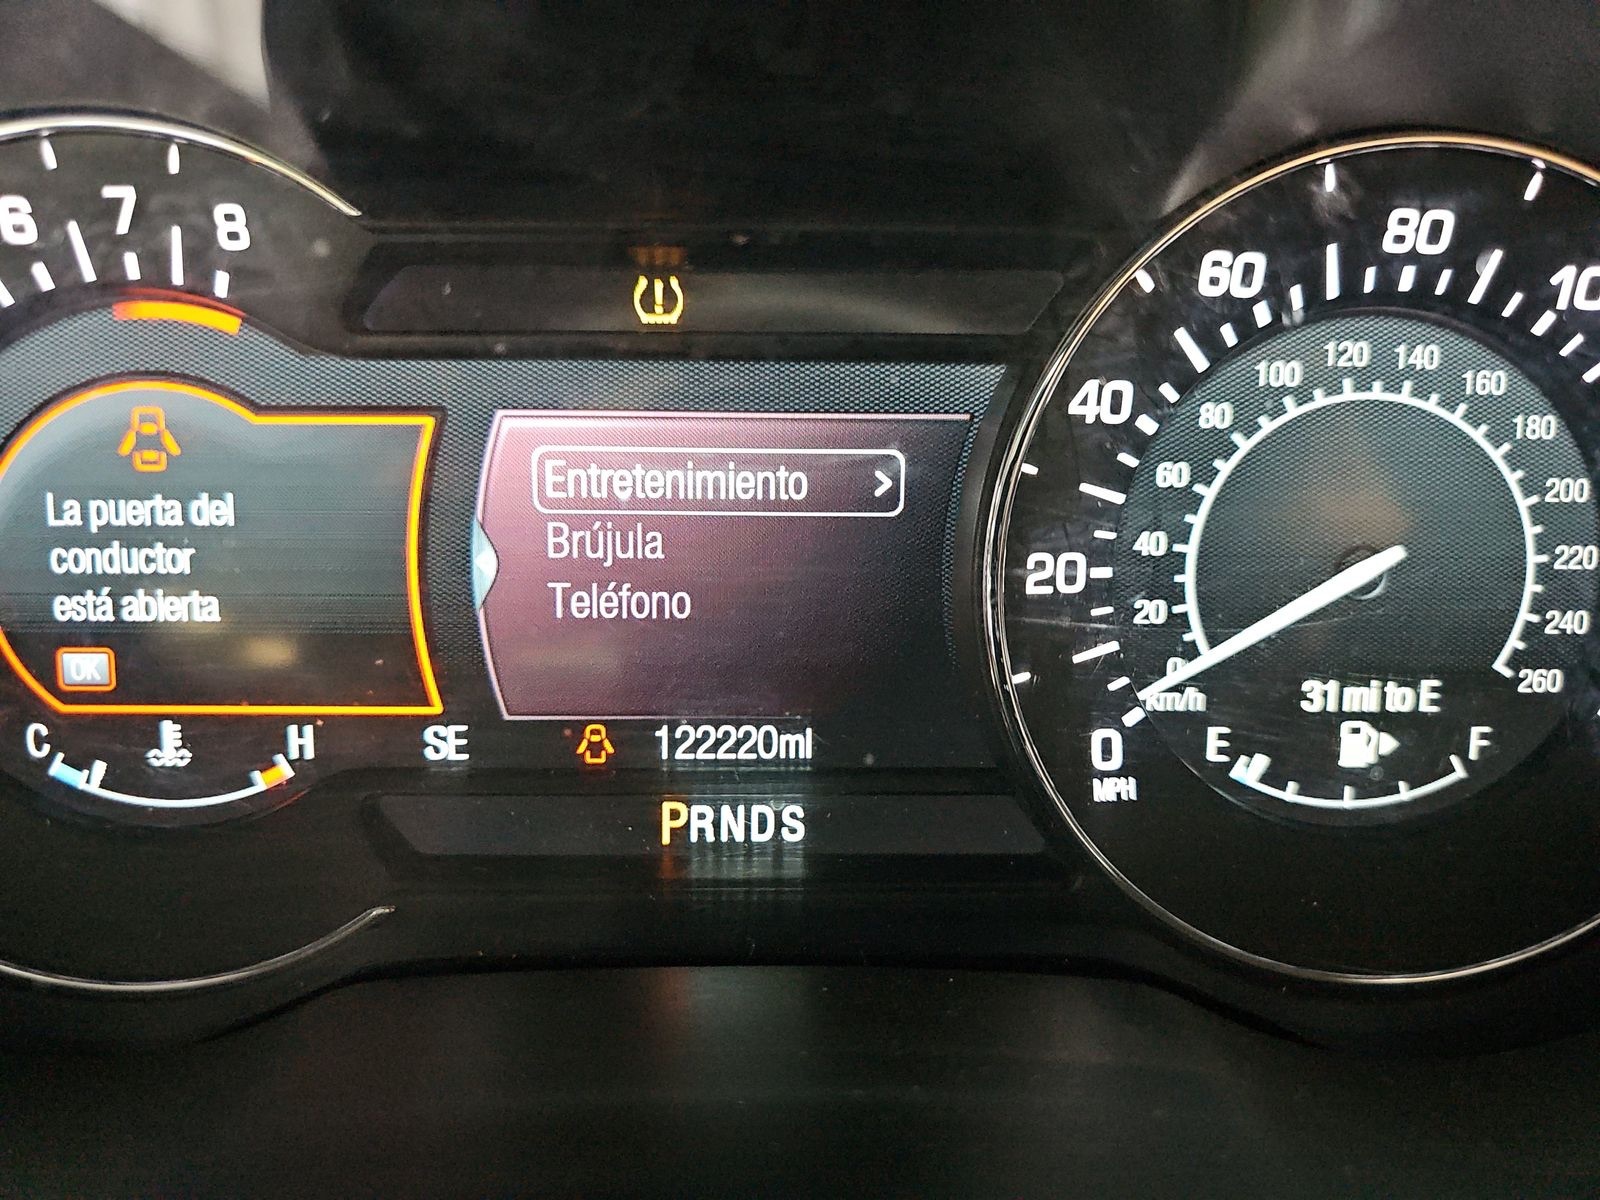 6
7
8
La puerta del
conductor
está abierta
OK
C
H
SE
Entretenimiento >
Brújula
Teléfono
122220mi
PRNDS
0
20
40
60
80
10
MPH
0
20
40
60
80
100
120
140
160
180
200
220
240
260
km/h
31 mi to E
E
F